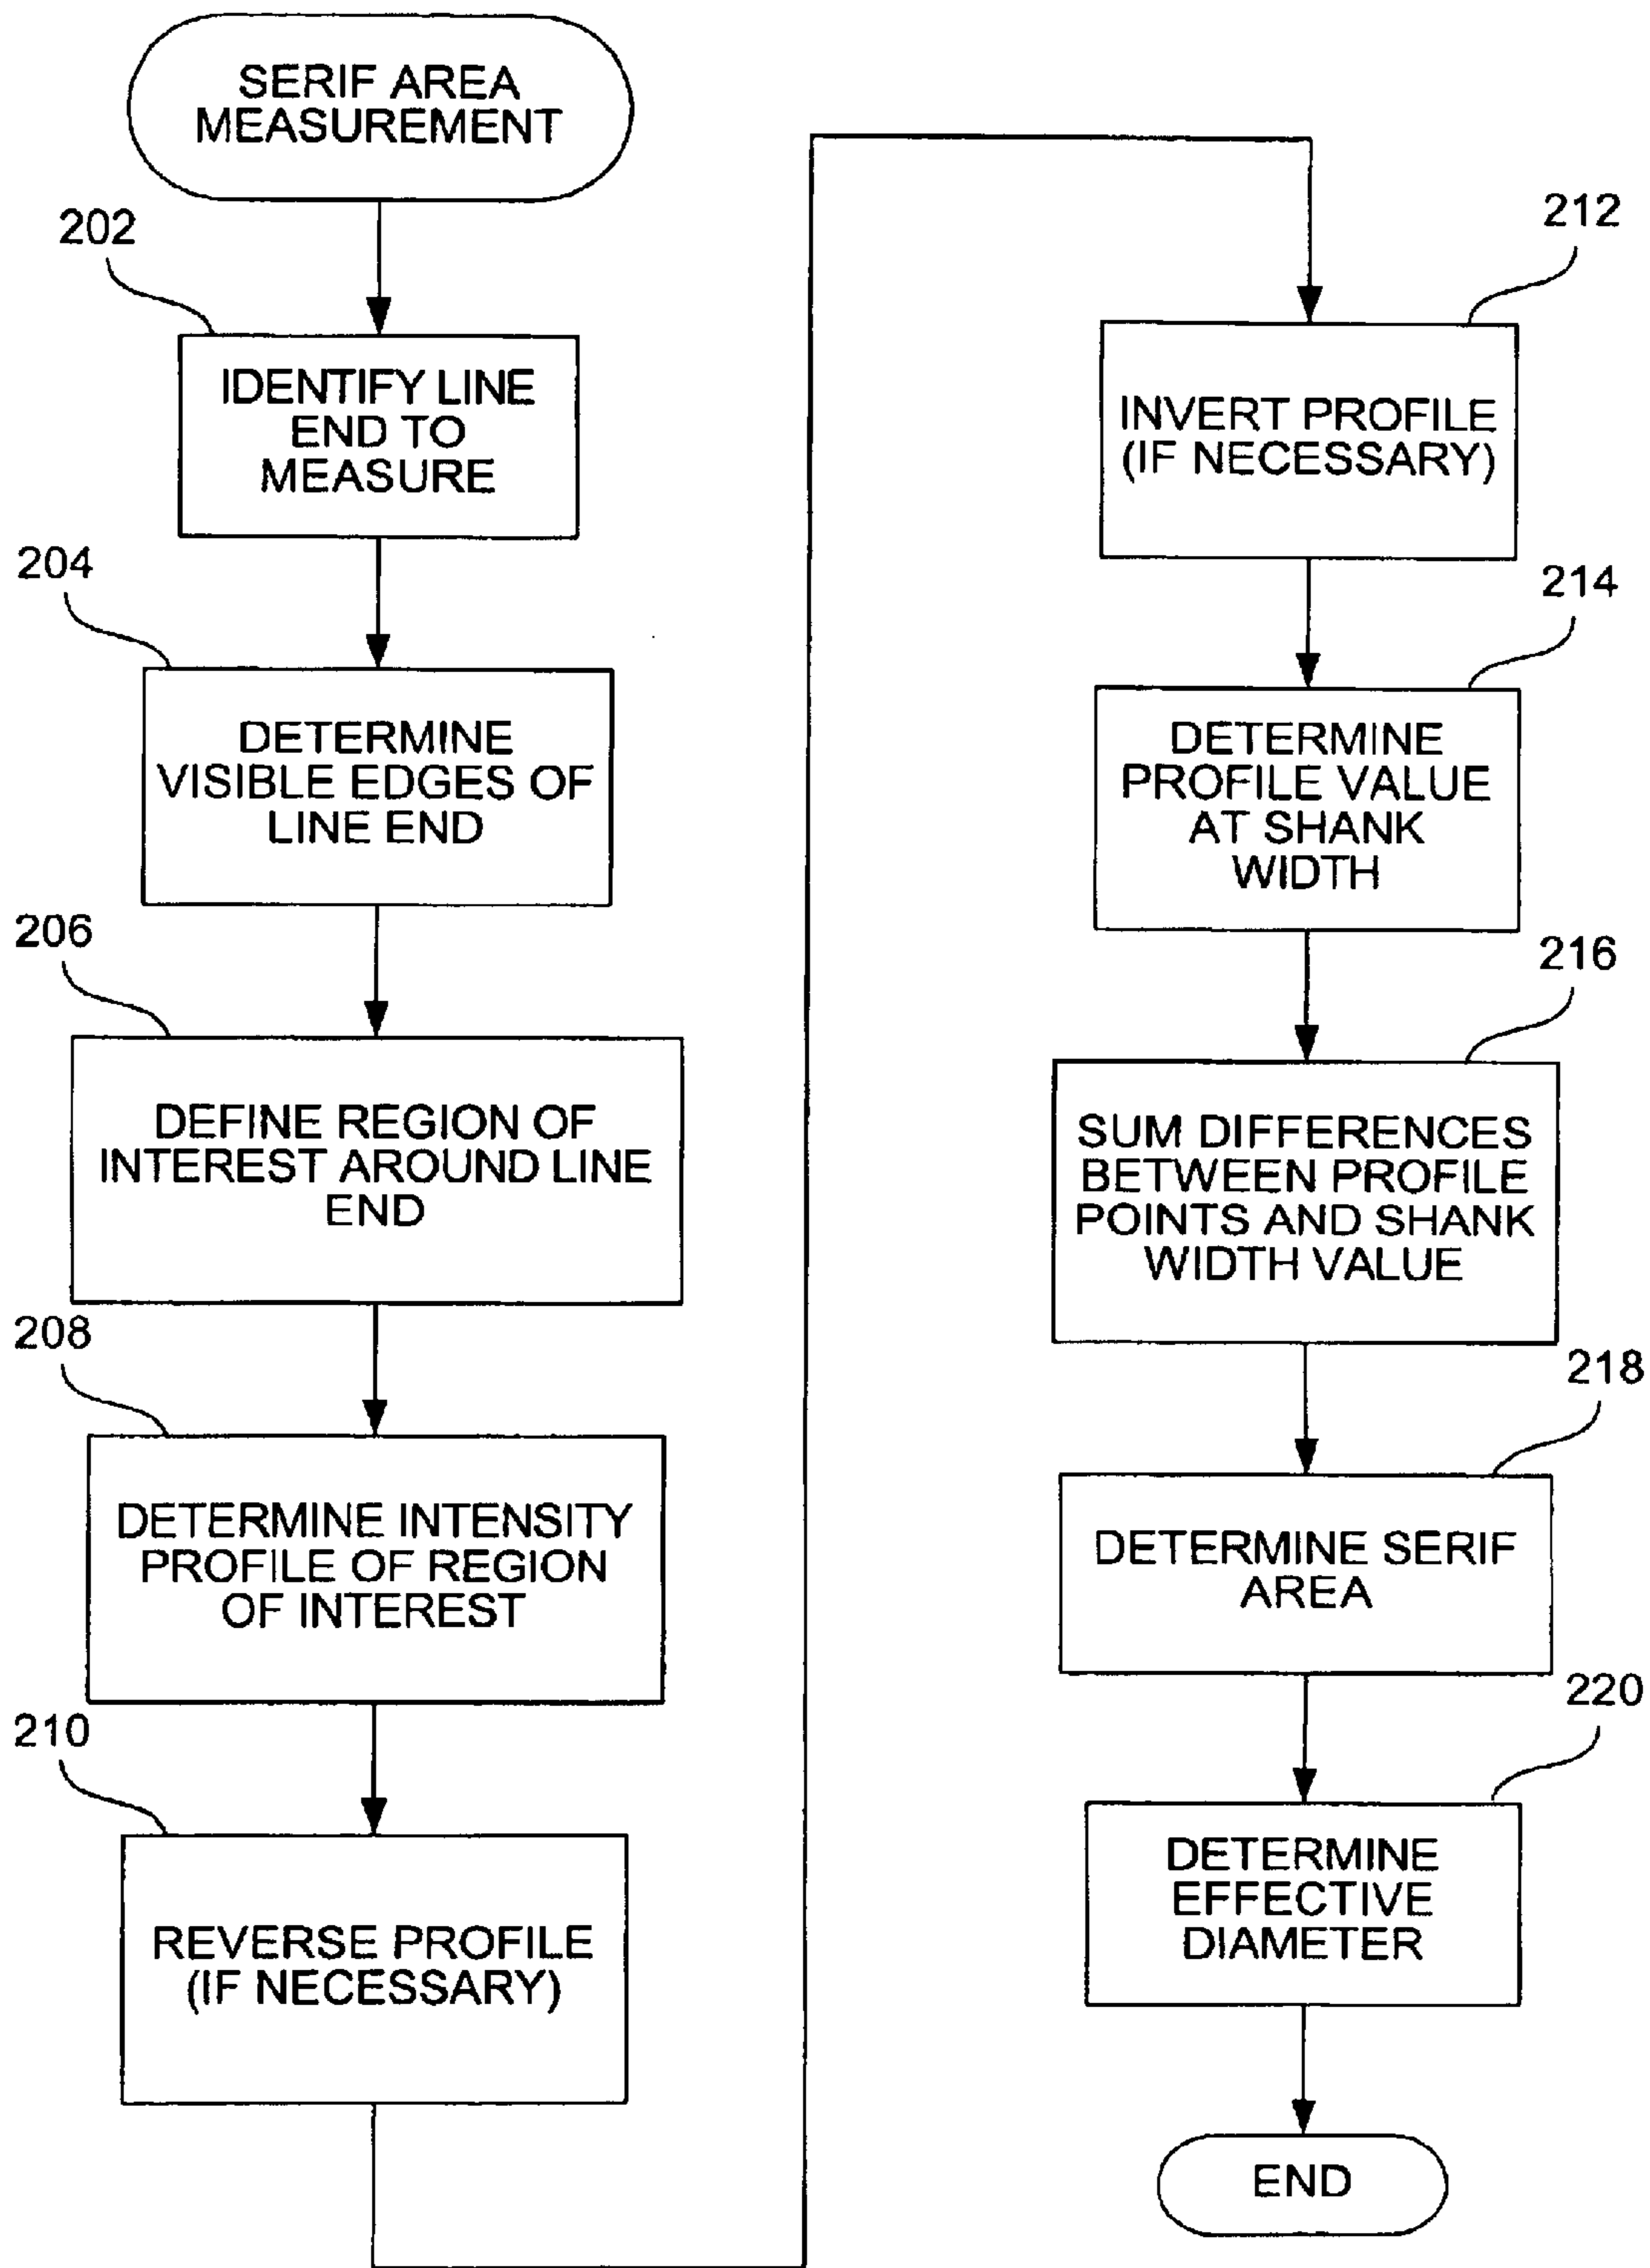 SERIF AREA
MEASUREMENT
202
IDENTIFY LINE
END TO
MEASURE
204
DETERMINE
VISIBLE EDGES OF
LINE END
206
DEFINE REGION OF
INTEREST AROUND LINE
END
208
DETERMINE INTENSITY
PROFILE OF REGION
OF INTEREST
210
REVERSE PROFILE
(IF NECESSARY)
212
INVERT PROFILE
(IF NECESSARY)
214
DETERMINE
PROFILE VALUE
AT SHANK
WIDTH
216
SUM DIFFERENCES
BETWEEN PROFILE
POINTS AND SHANK
WIDTH VALUE
218
DETERMINE SERIF
AREA
220
DETERMINE
EFFECTIVE
DIAMETER
END